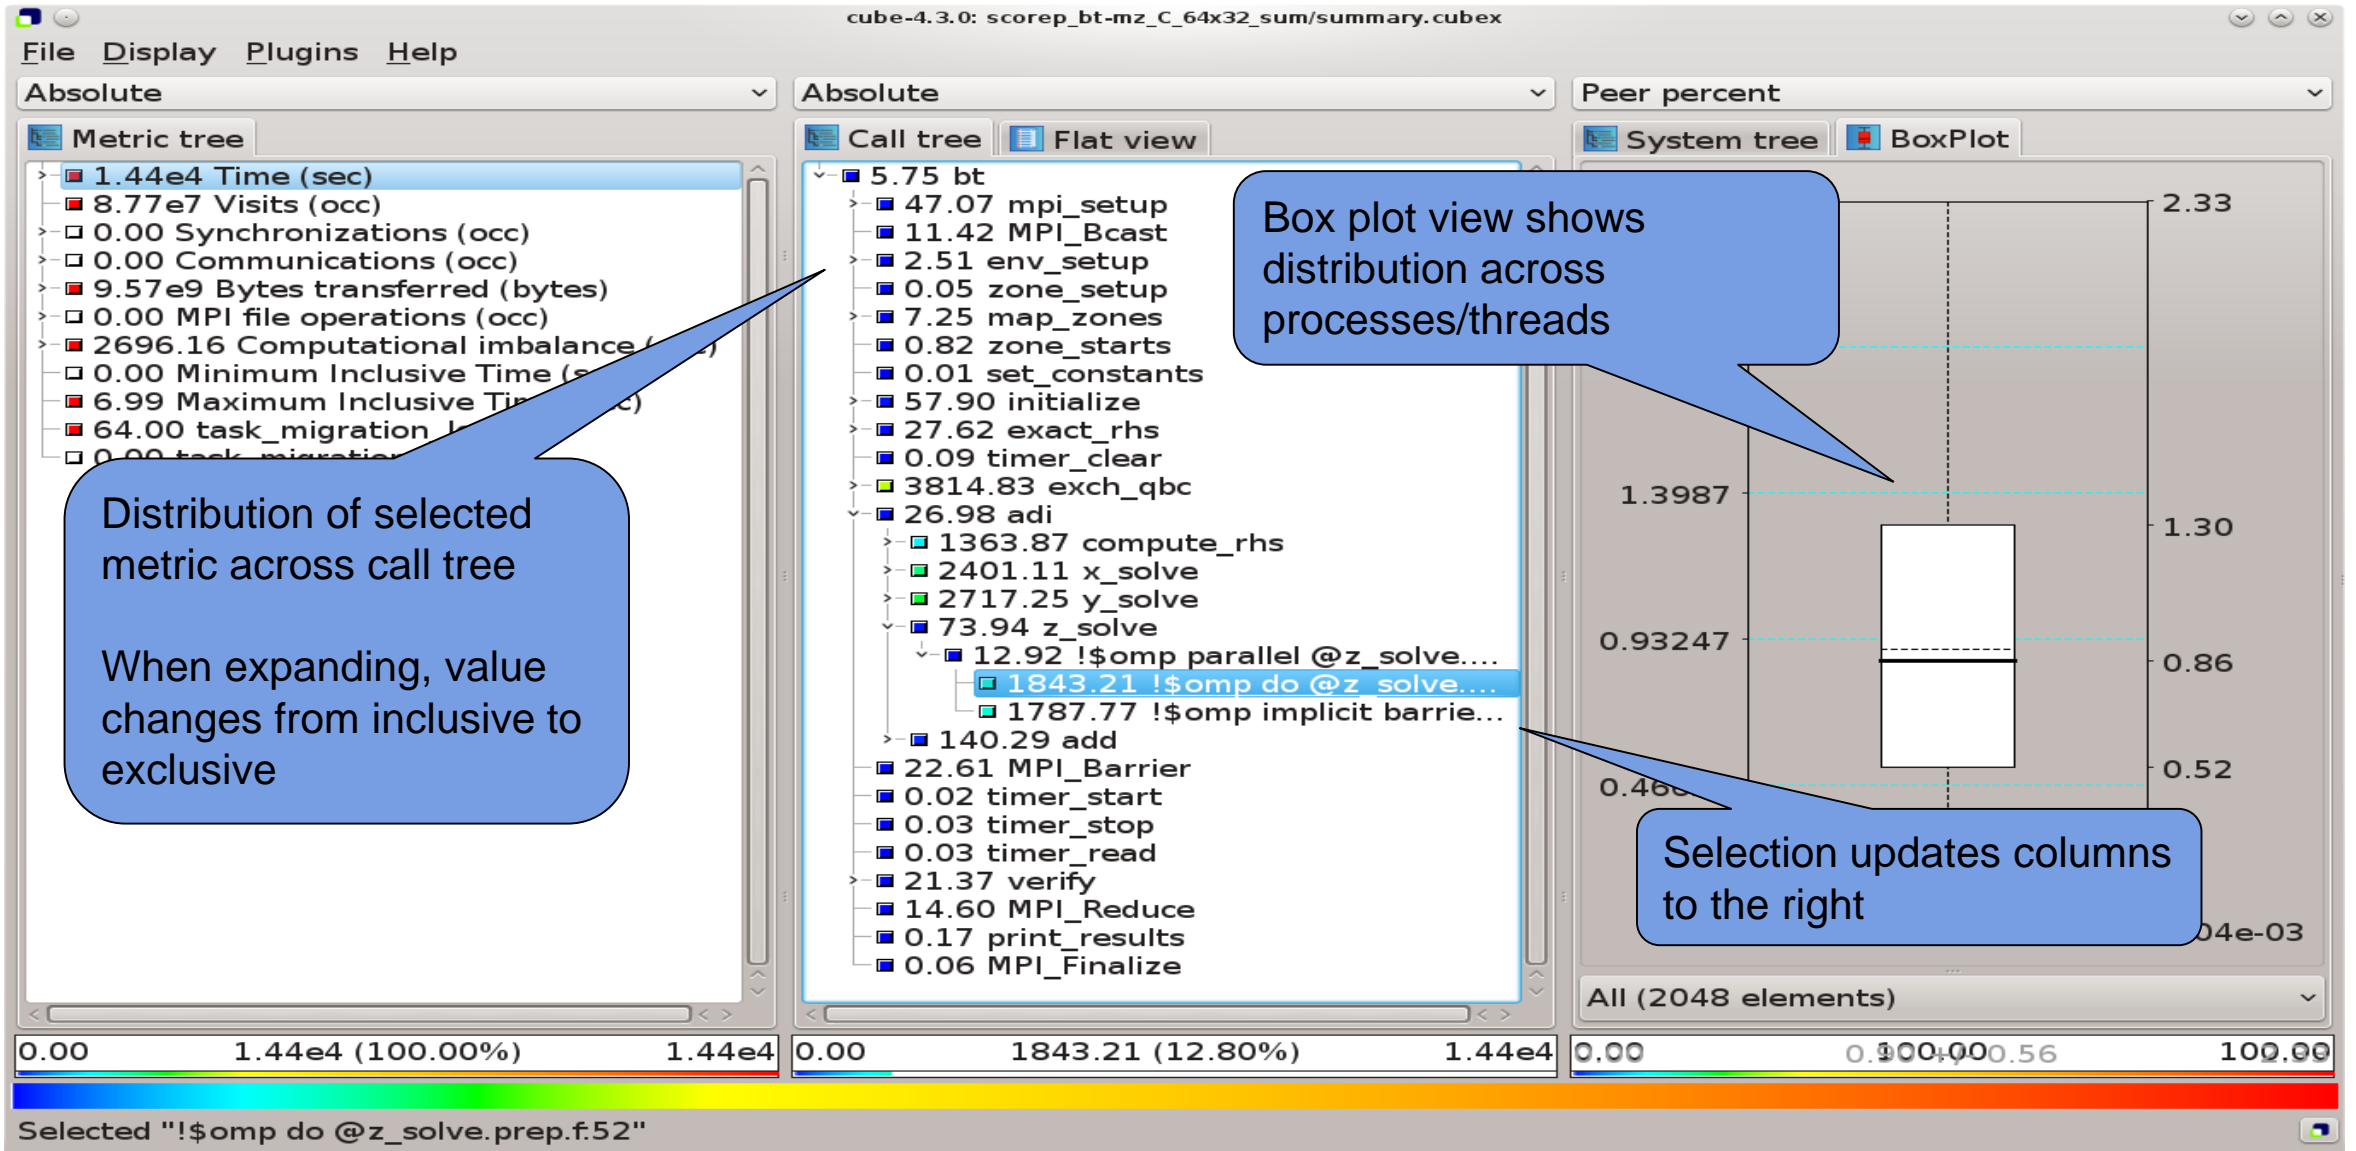 cube-4.3.0: scorep_bt-mz_C_64x32_sum/summary.cubex
File Display Plugins Help
Absolute
Metric tree
1.44e4 Time (sec)
8.77e7 Visits (occ)
0.00 Synchronizations (occ)
0.00 Communications (occ)
9.57e9 Bytes transferred (bytes)
0.00 MPI file operations (occ)
2696.16 Computational imbalance
0.00 Minimum Inclusive Time
6.99 Maximum Inclusive
64.00 task_migration
0.00 task_migration
Distribution of selected
metric across call tree
When expanding, value
changes from inclusive to
exclusive
0.00 1.44e4 (100.00%) 1.44e4
Absolute
Call tree Flat view
5.75 bt
47.07 mpi_setup
11.42 MPI_Bcast
2.51 env_setup
0.05 zone_setup
7.25 map_zones
0.82 zone_starts
0.01 set_constants
57.90 initialize
27.62 exact_rhs
0.09 timer_clear
3814.83 exch_qbc
26.98 adi
1363.87 compute_rhs
2401.11 x_solve
2717.25 y_solve
73.94 z_solve
12.92 !$omp parallel @z_solve....
1843.21 !$omp do @z_solve....
1787.77 !$omp implicit barrie...
140.29 add
22.61 MPI_Barrier
0.02 timer_start
0.03 timer_stop
0.03 timer_read
21.37 verify
14.60 MPI_Reduce
0.17 print_results
0.06 MPI_Finalize
0.00 1843.21 (12.80%) 1.44e4
Peer percent
System tree BoxPlot
Box plot view shows
distribution across
processes/threads
2.33
1.3987
1.30
0.93247
0.86
0.52
Selection updates columns
to the right
04e-03
All (2048 elements)
0.00 100.00 100.00
Selected "!$omp do @z_solve.prep.f:52"